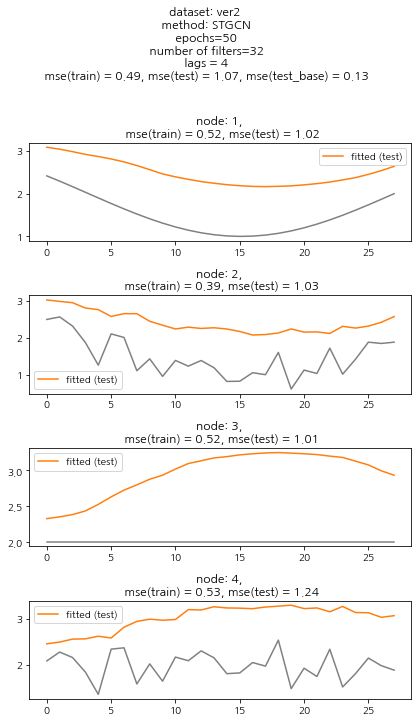 dataset: ver2
method: STGCN
epochs=50
number of filters=32
lags = 4
mse(train) = 0.49, mse(test) = 1.07, mse(test_base) = 0.13
node: 1,
mse(train) = 0.52, mse(test) = 1.02
3
2
1
fitted (test)
0 5 10 15 20 25
node: 2,
mse(train) = 0.39, mse(test) = 1.03
3
2
1
fitted (test)
0 5 10 15 20 25
node: 3,
mse(train) = 0.52, mse(test) = 1.01
3.0
2.5
2.0
fitted (test)
0 5 10 15 20 25
node: 4,
mse(train) = 0.53, mse(test) = 1.24
3
2
fitted (test)
0 5 10 15 20 25